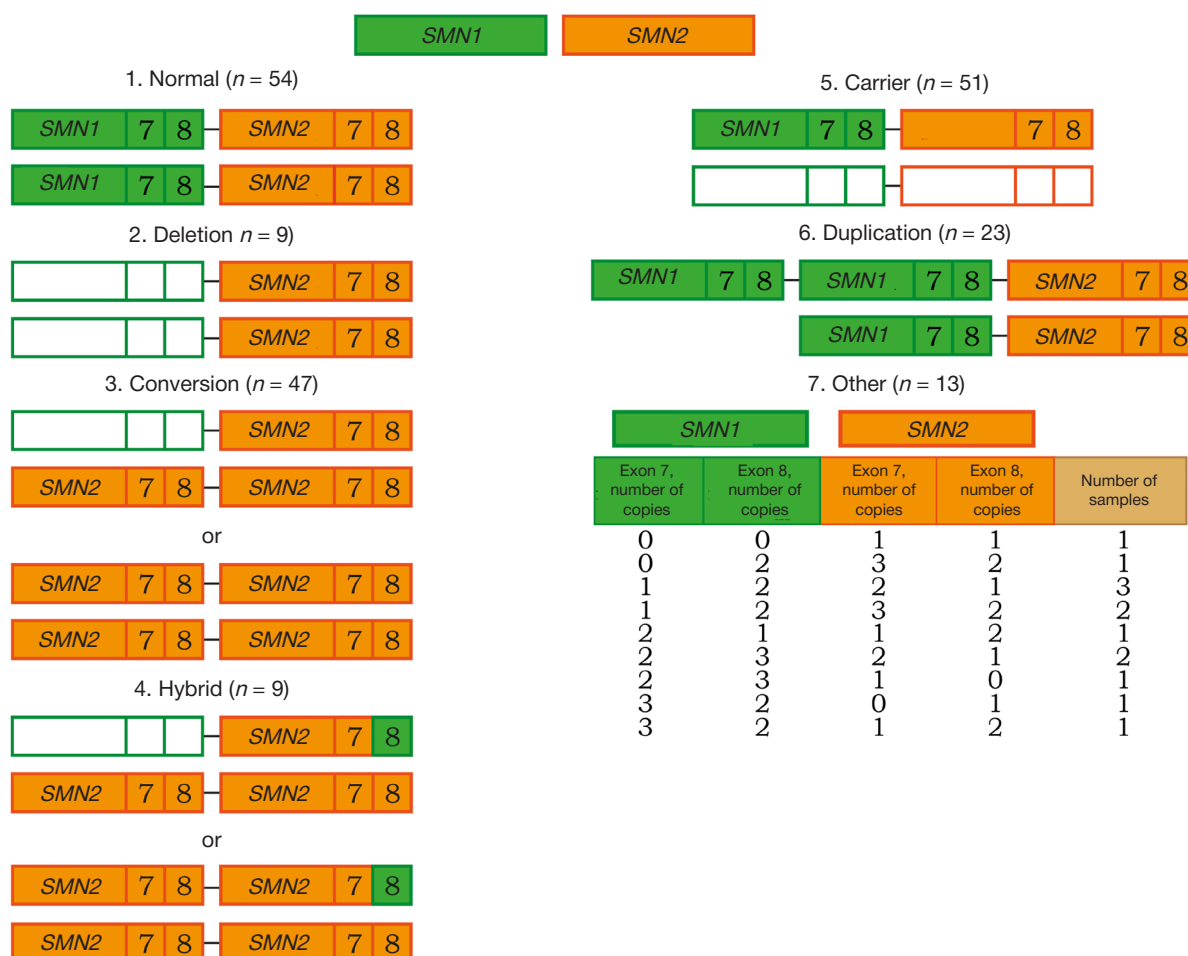 SMN1 SMN2
1. Normal (n = 54)
SMN1 7 8 SMN2 7 8
SMN1 7 8 SMN2 7 8
2. Deletion n = 9)
SMN2 7 8
SMN2 7 8
3. Conversion (n = 47)
SMN2 7 8
SMN2 7 8 SMN2 7 8
or
SMN2 7 8 SMN2 7 8
SMN2 7 8 SMN2 7 8
4. Hybrid (n = 9)
SMN2 7 8
SMN2 7 8 SMN2 7 8
or
SMN2 7 8 SMN2 7 8
SMN2 7 8 SMN2 7 8
5. Carrier (n = 51)
SMN1 7 8 7 8
6. Duplication (n = 23)
SMN1 7 8 SMN1 7 8 SMN2 7 8
SMN1 7 8 SMN2 7 8
7. Other (n = 13)
SMN1 SMN2
Exon 7, number of copies Exon 8, number of copies Exon 7, number of copies Exon 8, number of copies Number of samples
0 0 1 1 1
0 2 3 2 1
1 2 2 1 3
1 2 3 2 2
2 1 1 2 1
2 3 2 1 2
2 3 1 0 1
3 2 0 1 1
3 2 1 2 1